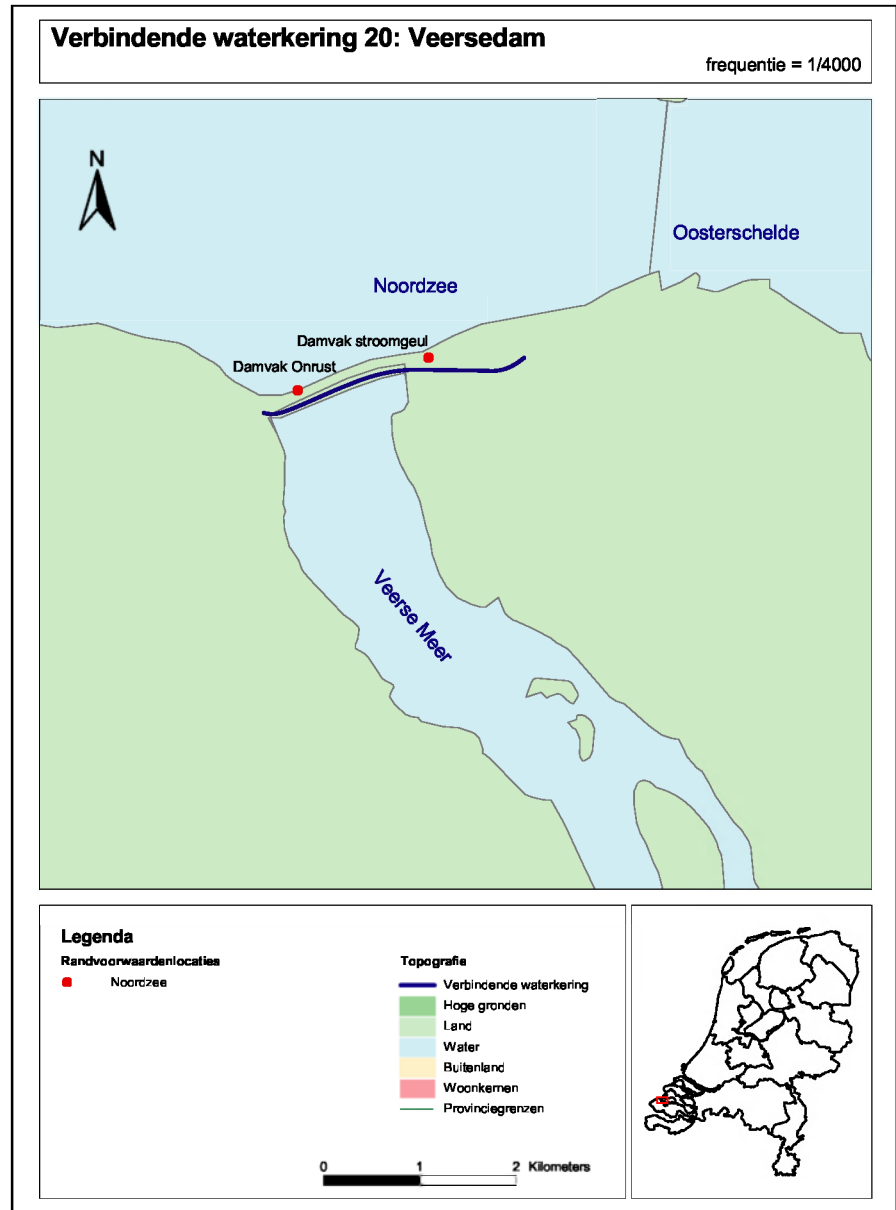 Verbindende waterkering 20: Veersedam
frequentie = 1/4000
N
Oosterschelde
Noordzee
Damvak stroomgeul
Damvak Onrust
Veerse Meer
Legenda
Randvoorwaardenlocaties
Noordzee
Topografie
Verbindende waterkering
Hoge gronden
Land
Water
Buitenland
Woonkernen
Provinciegrenzen
0 1 2 Kilometers